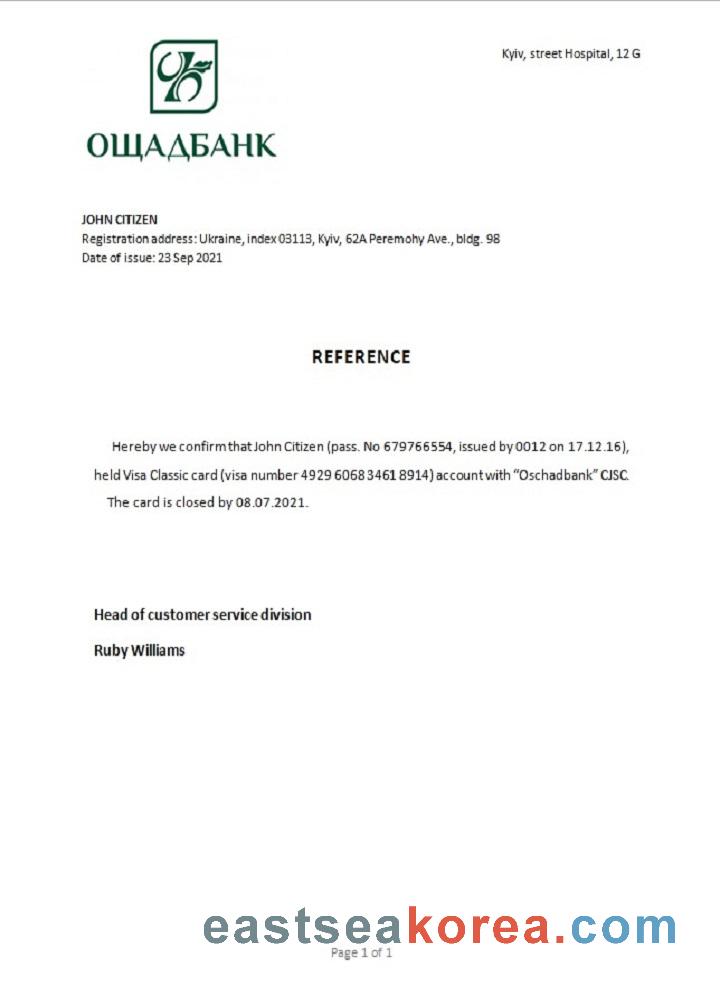 Kyiv, street Hospital, 12 G
ОЩАДБАНК
JOHN CITIZEN
Registration address: Ukraine, index 03113, Kyiv, 62A Peremohy Ave., bldg. 98
Date of issue: 23 Sep 2021
REFERENCE
Hereby we confirm that John Citizen (pass. No 679766554, issued by 0012 on 17.12.16),
held Visa Classic card (visa number 4929 6068 3461 8914) account with “Oschadbank” CJSC.
The card is closed by 08.07.2021.
Head of customer service division
Ruby Williams
eastseakorea.com
Page 1 of 1